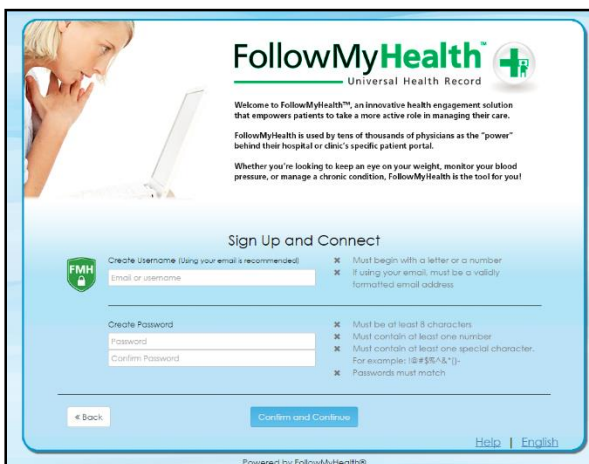 FollowMyHealth™
Universal Health Record
Welcome to FollowMyHealth™, an innovative health engagement solution
that empowers patients to take a more active role in managing their care.
FollowMyHealth is used by tens of thousands of physicians as the "power"
behind their hospital or clinic's specific patient portal.
Whether you're looking to keep an eye on your weight, monitor your blood
pressure, or manage a chronic condition, FollowMyHealth is the tool for you!
Sign Up and Connect
FMH
Create Username (Using your email is recommended)
Email or username
✖ Must begin with a letter or a number
✖ If using your email, must be a validly
formatted email address
Create Password
Password
Confirm Password
✖ Must be at least 8 characters
✖ Must contain at least one number
✖ Must contain at least one special character.
For example: !@#$%^&*()-
✖ Passwords must match
« Back
Confirm and Continue
Help | English
Powered by FollowMyHealth®